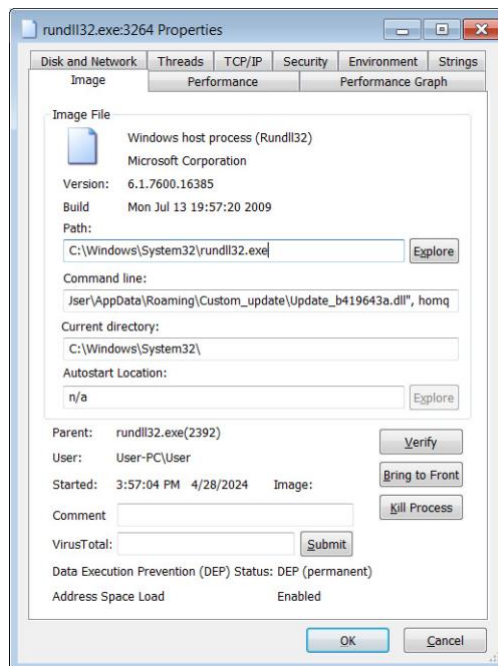 rundll32.exe:3264 Properties
Disk and Network Threads TCP/IP Security Environment Strings
Image Performance Performance Graph
Image File
Windows host process (Rundll32)
Microsoft Corporation
Version: 6.1.7600.16385
Build Mon Jul 13 19:57:20 2009
Path:
C:\Windows\System32\rundll32.exe Explore
Command line:
Jser\AppData\Roaming\Custom_update\Update_b419643a.dll", homq
Current directory:
C:\Windows\System32\
Autostart Location:
n/a Explore
Parent: rundll32.exe(2392) Verify
User: User-PC\User
Bring to Front
Started: 3:57:04 PM 4/28/2024 Image:
Kill Process
Comment
VirusTotal: Submit
Data Execution Prevention (DEP) Status: DEP (permanent)
Address Space Load Enabled
OK Cancel